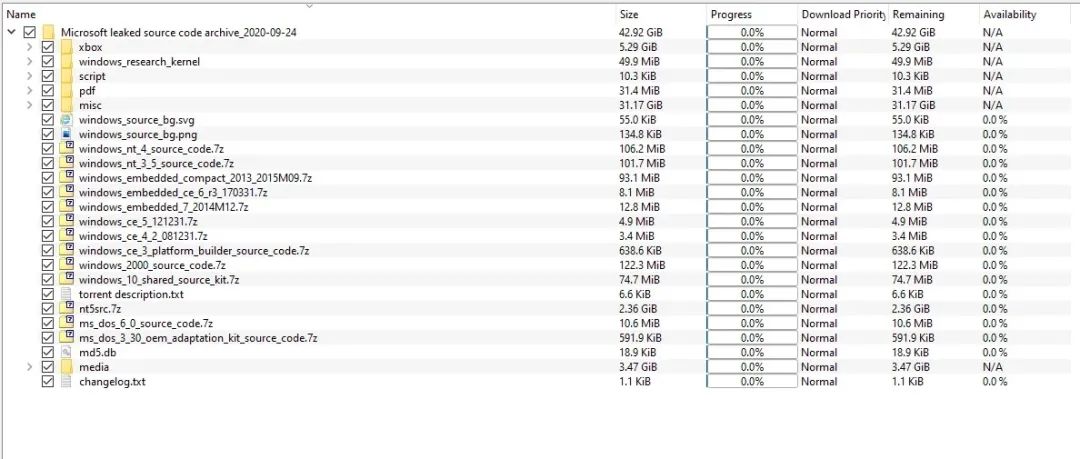 Name Size Progress Download Priority Remaining Availability
Microsoft leaked source code archive_2020-09-24 42.92 GiB 0.0% Normal 42.92 GiB N/A
xbox 5.29 GiB 0.0% Normal 5.29 GiB N/A
windows_research_kernel 49.9 MiB 0.0% Normal 49.9 MiB N/A
script 10.3 KiB 0.0% Normal 10.3 KiB N/A
pdf 31.4 MiB 0.0% Normal 31.4 MiB N/A
misc 31.17 GiB 0.0% Normal 31.17 GiB N/A
windows_source_bg.svg 55.0 KiB 0.0% Normal 55.0 KiB 0.0%
windows_source_bg.png 134.8 KiB 0.0% Normal 134.8 KiB 0.0%
windows_nt_4_source_code.7z 106.2 MiB 0.0% Normal 106.2 MiB 0.0%
windows_nt_3_5_source_code.7z 101.7 MiB 0.0% Normal 101.7 MiB 0.0%
windows_embedded_compact_2013_2015M09.7z 93.1 MiB 0.0% Normal 93.1 MiB 0.0%
windows_embedded_ce_6_r3_170331.7z 8.1 MiB 0.0% Normal 8.1 MiB 0.0%
windows_embedded_7_2014M12.7z 12.8 MiB 0.0% Normal 12.8 MiB 0.0%
windows_ce_5_121231.7z 4.9 MiB 0.0% Normal 4.9 MiB 0.0%
windows_ce_4_2_081231.7z 3.4 MiB 0.0% Normal 3.4 MiB 0.0%
windows_ce_3_platform_builder_source_code.7z 638.6 KiB 0.0% Normal 638.6 KiB 0.0%
windows_2000_source_code.7z 122.3 MiB 0.0% Normal 122.3 MiB 0.0%
windows_10_shared_source_kit.7z 74.7 MiB 0.0% Normal 74.7 MiB 0.0%
torrent description.txt 6.6 KiB 0.0% Normal 6.6 KiB 0.0%
nt5src.7z 2.36 GiB 0.0% Normal 2.36 GiB 0.0%
ms_dos_6_0_source_code.7z 10.6 MiB 0.0% Normal 10.6 MiB 0.0%
ms_dos_3_30_oem_adaptation_kit_source_code.7z 591.9 KiB 0.0% Normal 591.9 KiB 0.0%
md5.db 18.9 KiB 0.0% Normal 18.9 KiB 0.0%
media 3.47 GiB 0.0% Normal 3.47 GiB N/A
changelog.txt 1.1 KiB 0.0% Normal 1.1 KiB 0.0%